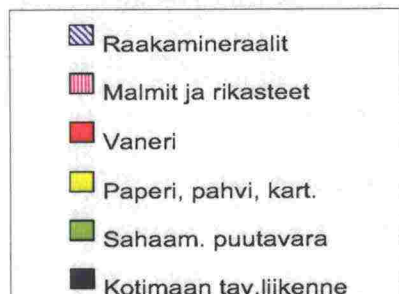 Raakamineraalit
Malmit ja rikasteet
Vaneri
Paperi, pahvi, kart.
Sahaam. puutavara
Kotimaan tav.liikenne